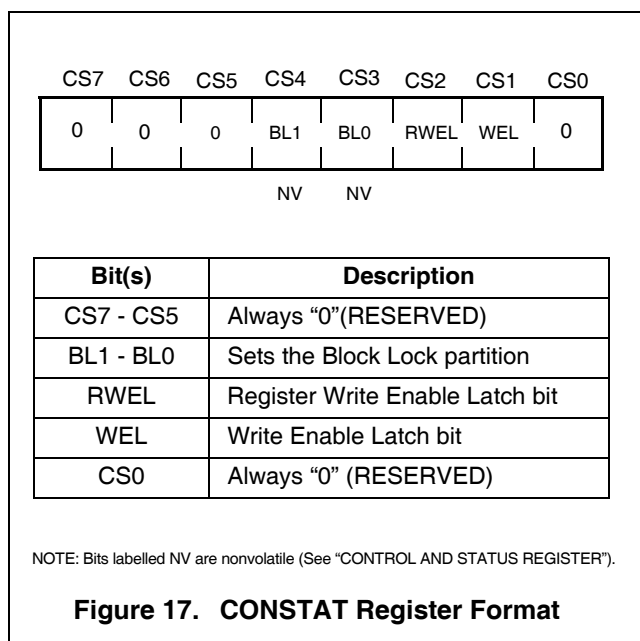 CS7 CS6 CS5 CS4 CS3 CS2 CS1 CS0
0 0 0 BL1 BL0 RWEL WEL 0
NV NV
Bit(s) Description
CS7 - CS5 Always “0”(RESERVED)
BL1 - BL0 Sets the Block Lock partition
RWEL Register Write Enable Latch bit
WEL Write Enable Latch bit
CS0 Always “0” (RESERVED)
NOTE: Bits labelled NV are nonvolatile (See “CONTROL AND STATUS REGISTER”).
Figure 17. CONSTAT Register Format